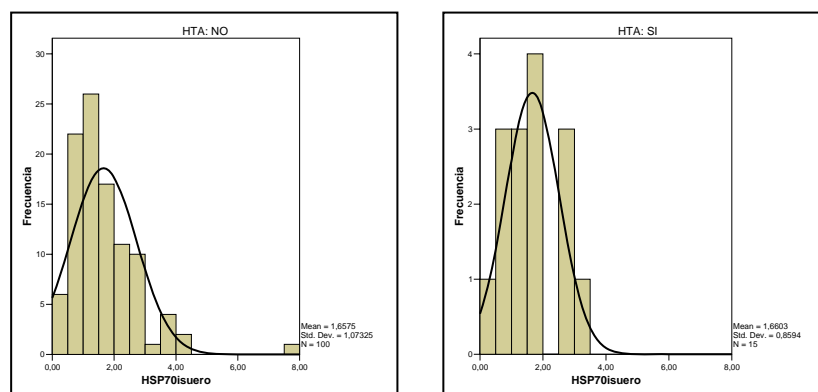 HTA: NO
30
25
20
15
10
5
0
Frecuencia
0,00
2,00
4,00
6,00
8,00
HSP70isuero
Mean = 1,6575
Std. Dev. = 1,07325
N = 100
HTA: SI
4
3
2
1
0
Frecuencia
0,00
2,00
4,00
6,00
8,00
HSP70isuero
Mean = 1,6603
Std. Dev. = 0,8594
N = 15